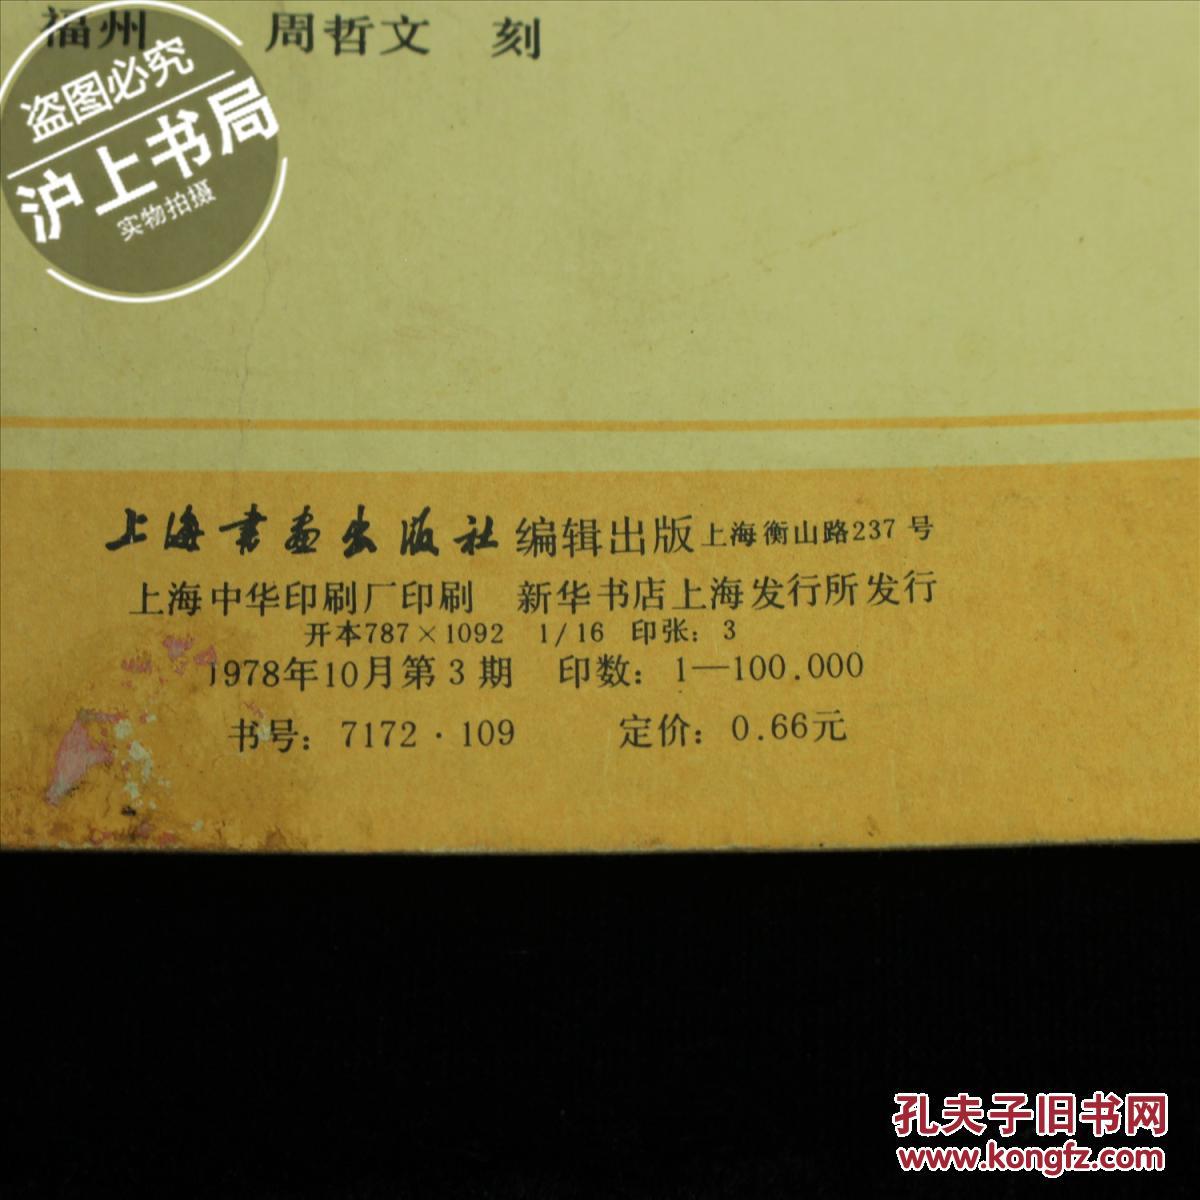 福州 周哲文 刻
盗图必究
沪上书局
实物拍摄
上海书画出版社 编辑出版 上海衡山路237号
上海中华印刷厂印刷 新华书店上海发行所发行
开本787×1092 1/16 印张：3
1978年10月第3期 印数：1—100.000
书号：7172·109 定价：0.66元
孔夫子旧书网
www.kongfz.com